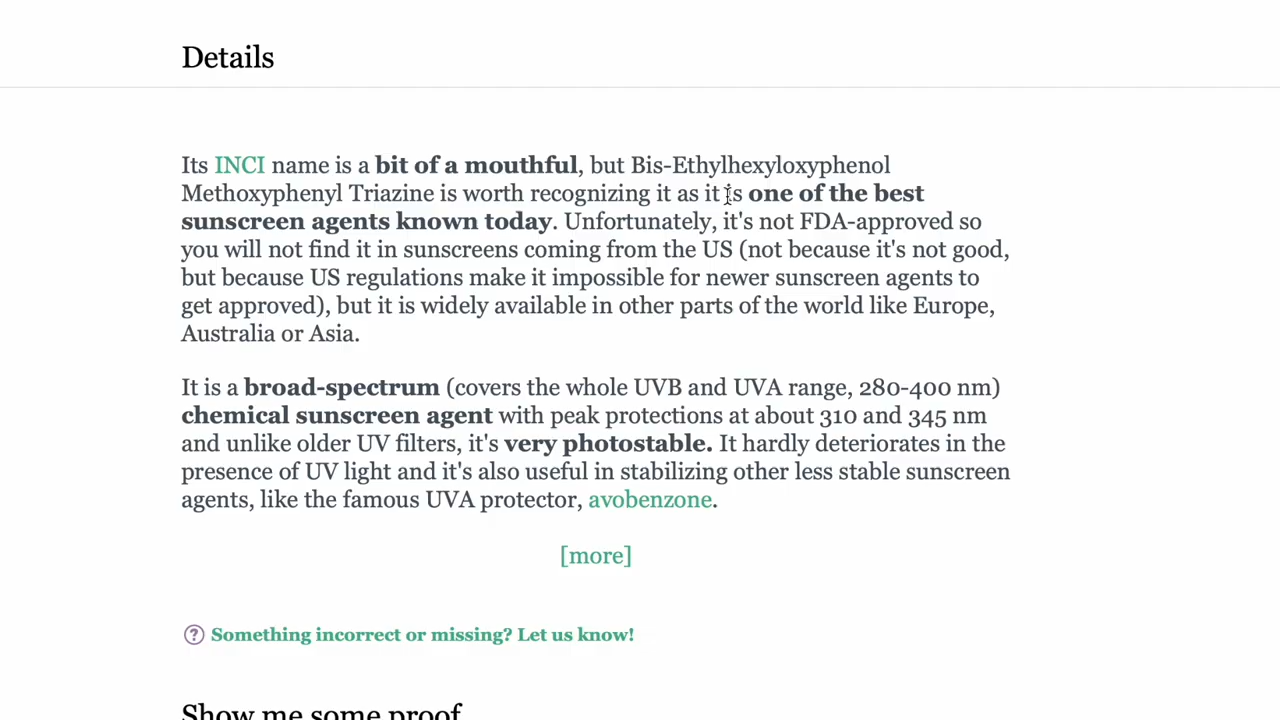 Details
Its INCI name is a bit of a mouthful, but Bis-Ethylhexyloxyphenol
Methoxyphenyl Triazine is worth recognizing it as it is one of the best
sunscreen agents known today. Unfortunately, it's not FDA-approved so
you will not find it in sunscreens coming from the US (not because it's not good,
but because US regulations make it impossible for newer sunscreen agents to
get approved), but it is widely available in other parts of the world like Europe,
Australia or Asia.
It is a broad-spectrum (covers the whole UVB and UVA range, 280-400 nm)
chemical sunscreen agent with peak protections at about 310 and 345 nm
and unlike older UV filters, it's very photostable. It hardly deteriorates in the
presence of UV light and it's also useful in stabilizing other less stable sunscreen
agents, like the famous UVA protector, avobenzone.
[more]
Something incorrect or missing? Let us know!
Show me some proof